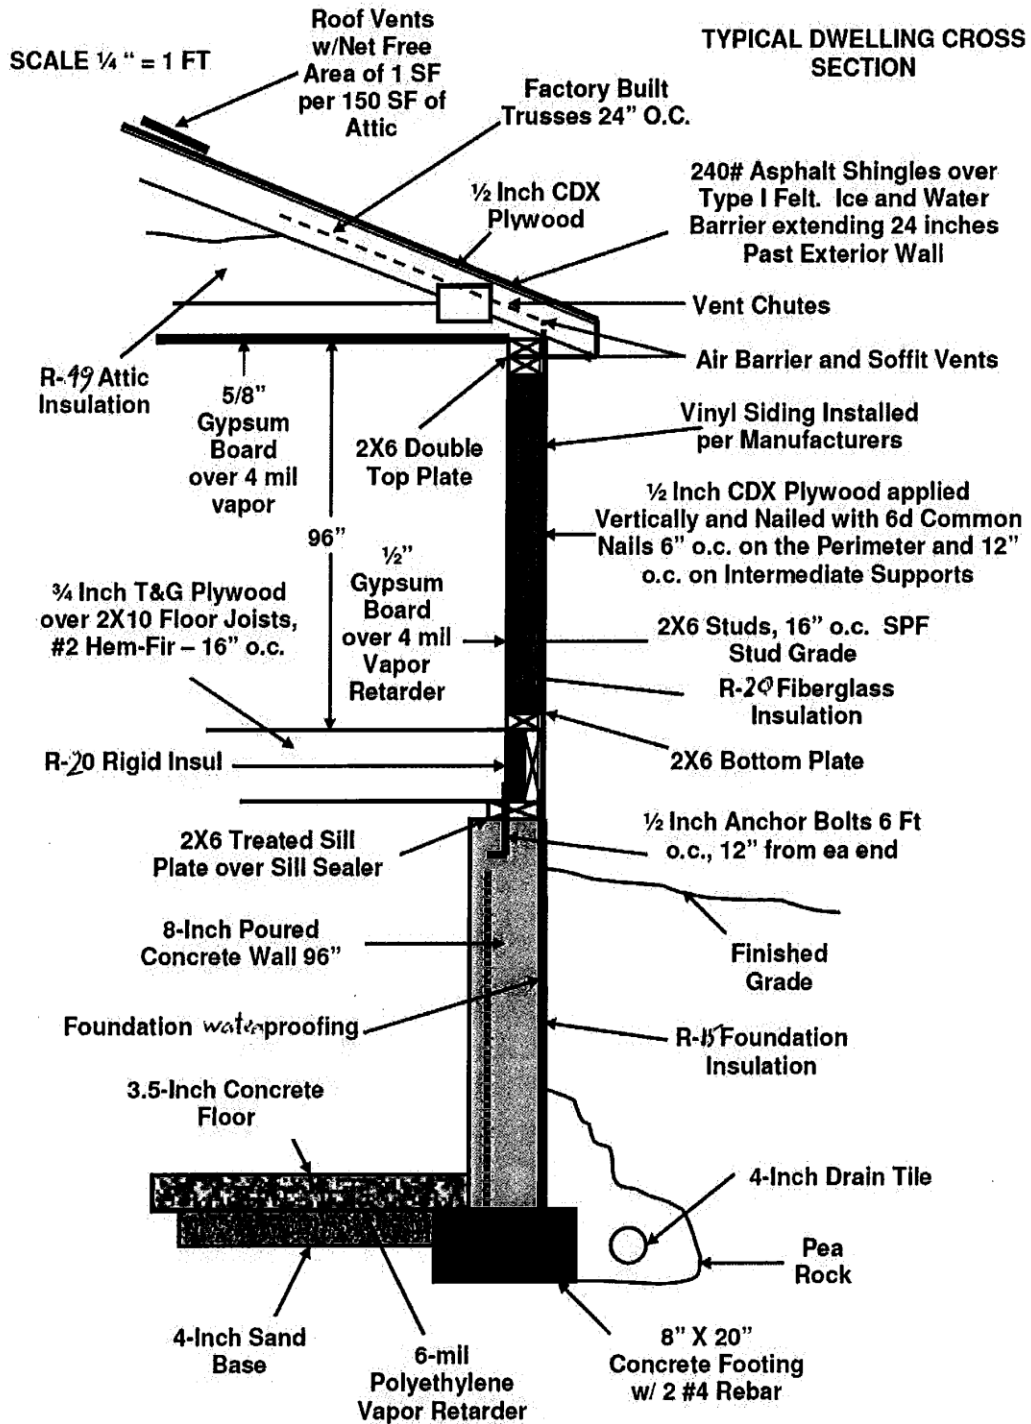 SCALE ¼ “ = 1 FT
Roof Vents
w/Net Free
Area of 1 SF
per 150 SF of
Attic
TYPICAL DWELLING CROSS
SECTION
Factory Built
Trusses 24” O.C.
½ Inch CDX
Plywood
240# Asphalt Shingles over
Type I Felt. Ice and Water
Barrier extending 24 inches
Past Exterior Wall
Vent Chutes
Air Barrier and Soffit Vents
R-49 Attic
Insulation
5/8”
Gypsum
Board
over 4 mil
vapor
2X6 Double
Top Plate
Vinyl Siding Installed
per Manufacturers
96”
½”
Gypsum
Board
over 4 mil
Vapor
Retarder
½ Inch CDX Plywood applied
Vertically and Nailed with 6d Common
Nails 6” o.c. on the Perimeter and 12”
o.c. on Intermediate Supports
¾ Inch T&G Plywood
over 2X10 Floor Joists,
#2 Hem-Fir – 16” o.c.
2X6 Studs, 16” o.c. SPF
Stud Grade
R-20 Fiberglass
Insulation
R-20 Rigid Insul
2X6 Bottom Plate
2X6 Treated Sill
Plate over Sill Sealer
½ Inch Anchor Bolts 6 Ft
o.c., 12” from ea end
8-Inch Poured
Concrete Wall 96”
Finished
Grade
Foundation waterproofing
R-15 Foundation
Insulation
3.5-Inch Concrete
Floor
4-Inch Drain Tile
Pea
Rock
4-Inch Sand
Base
6-mil
Polyethylene
Vapor Retarder
8” X 20”
Concrete Footing
w/ 2 #4 Rebar